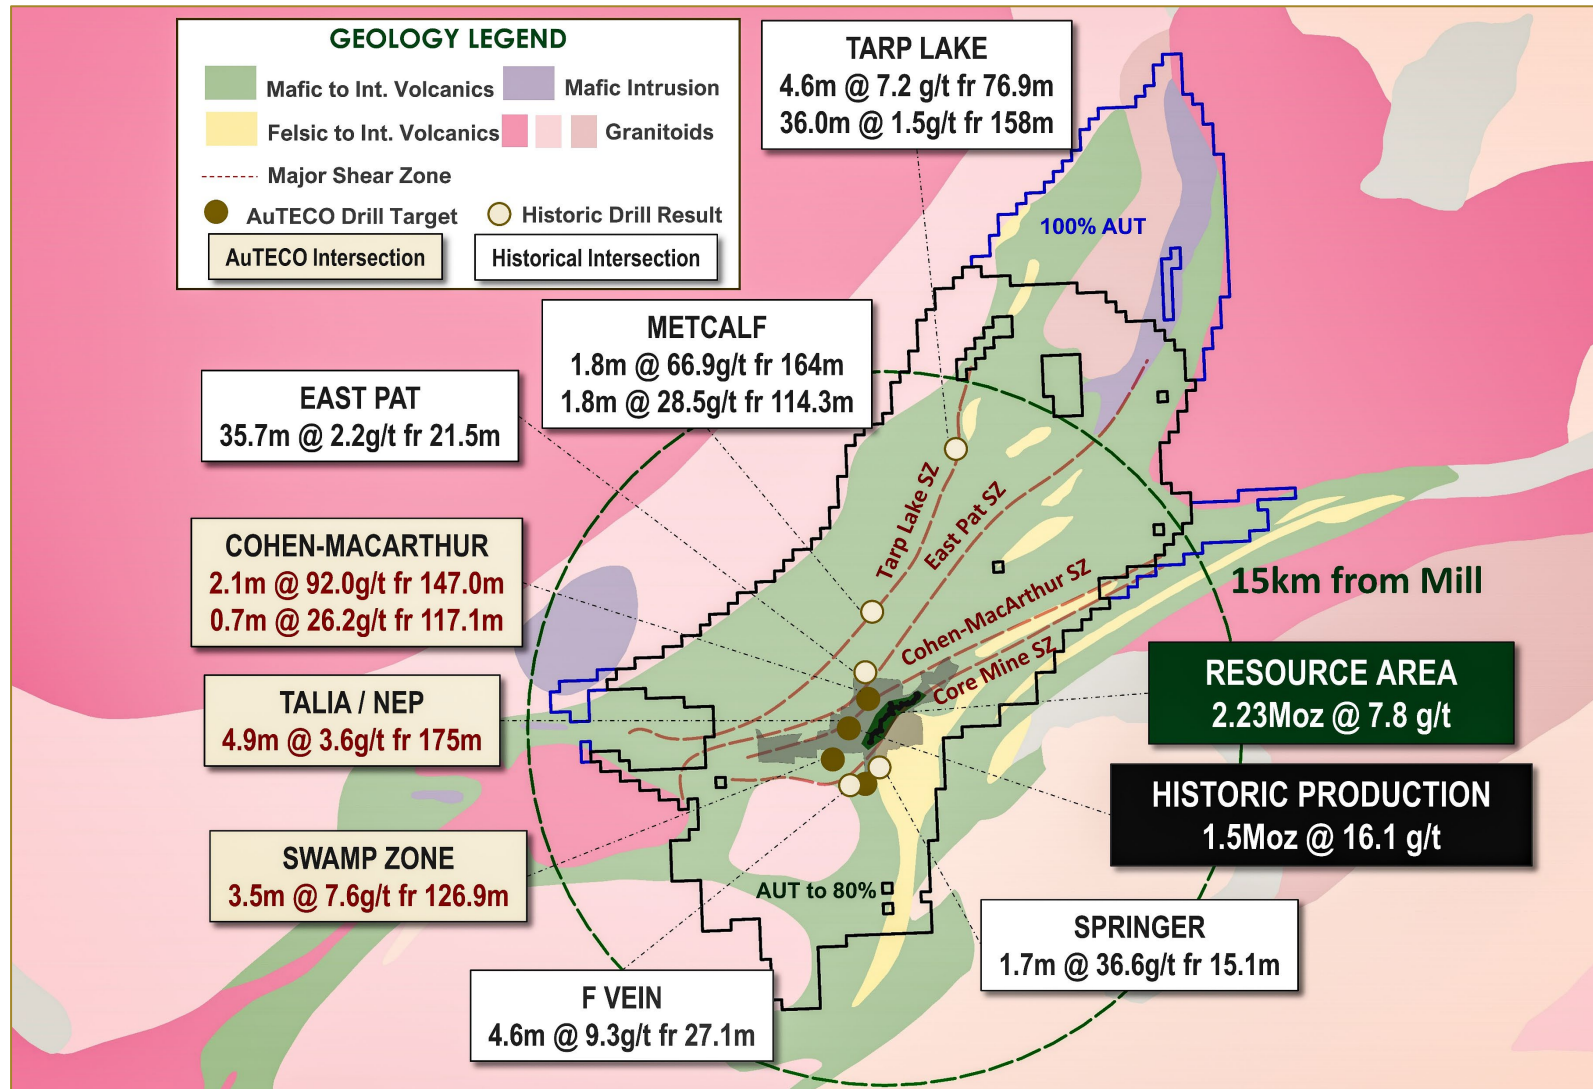 GEOLOGY LEGEND
Mafic to Int. Volcanics
Mafic Intrusion
Felsic to Int. Volcanics
Granitoids
Major Shear Zone
AuTECO Drill Target
Historic Drill Result
AuTECO Intersection
Historical Intersection
TARP LAKE
4.6m @ 7.2 g/t fr 76.9m
36.0m @ 1.5g/t fr 158m
100% AUT
METCALF
1.8m @ 66.9g/t fr 164m
1.8m @ 28.5g/t fr 114.3m
EAST PAT
35.7m @ 2.2g/t fr 21.5m
COHEN-MACARTHUR
2.1m @ 92.0g/t fr 147.0m
0.7m @ 26.2g/t fr 117.1m
Tarp Lake SZ
East Pat SZ
Cohen-MacArthur SZ
Core Mine SZ
15km from Mill
TALIA / NEP
4.9m @ 3.6g/t fr 175m
RESOURCE AREA
2.23Moz @ 7.8 g/t
HISTORIC PRODUCTION
1.5Moz @ 16.1 g/t
SWAMP ZONE
3.5m @ 7.6g/t fr 126.9m
AUT to 80%
SPRINGER
1.7m @ 36.6g/t fr 15.1m
F VEIN
4.6m @ 9.3g/t fr 27.1m